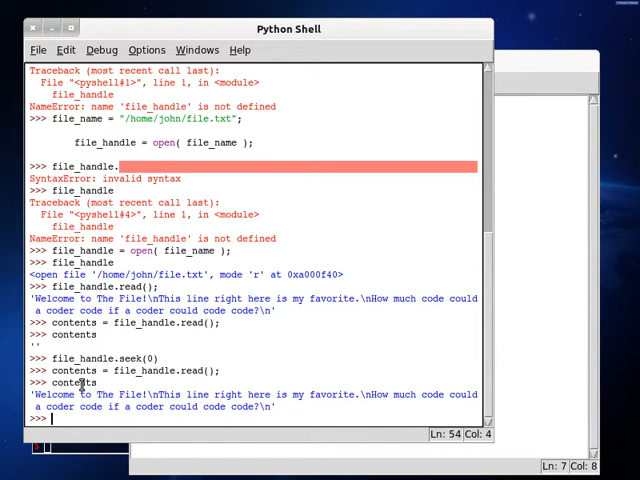 Python Shell
File Edit Debug Options Windows Help
Traceback (most recent call last):
File "<pyshell#1>", line 1, in <module>
file_handle
NameError: name 'file_handle' is not defined
>>> file_name = "/home/john/file.txt";
file_handle = open( file_name );
>>> file_handle.
SyntaxError: invalid syntax
>>> file_handle
Traceback (most recent call last):
File "<pyshell#4>", line 1, in <module>
file_handle
NameError: name 'file_handle' is not defined
>>> file_handle = open( file_name );
>>> file_handle
<open file '/home/john/file.txt', mode 'r' at 0xa000f40>
>>> file_handle.read();
'Welcome to The File!\nThis line right here is my favorite.\nHow much code could
a coder code if a coder could code code?\n'
>>> contents = file_handle.read();
>>> contents
''
>>> file_handle.seek(0)
>>> contents = file_handle.read();
>>> contents
'Welcome to The File!\nThis line right here is my favorite.\nHow much code could
a coder code if a coder could code code?\n'
>>>
Ln: 54 Col: 4
Ln: 7 Col: 8